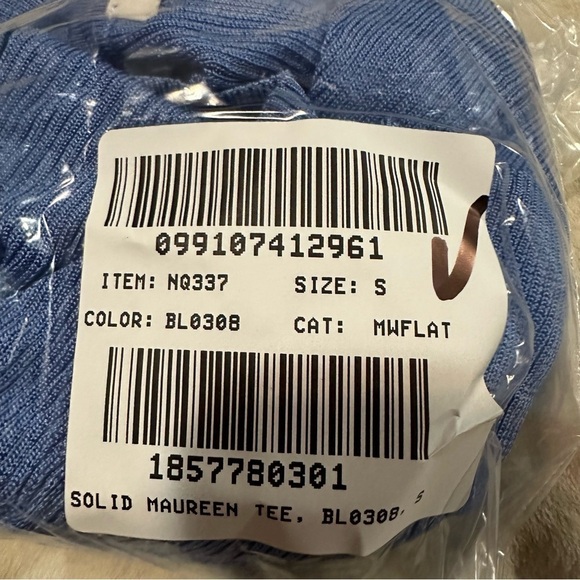 099107412961
ITEM: NQ337 SIZE: S
COLOR: BL0308 CAT: MWFLAT
1857780301
SOLID MAUREEN TEE, BL0308, S